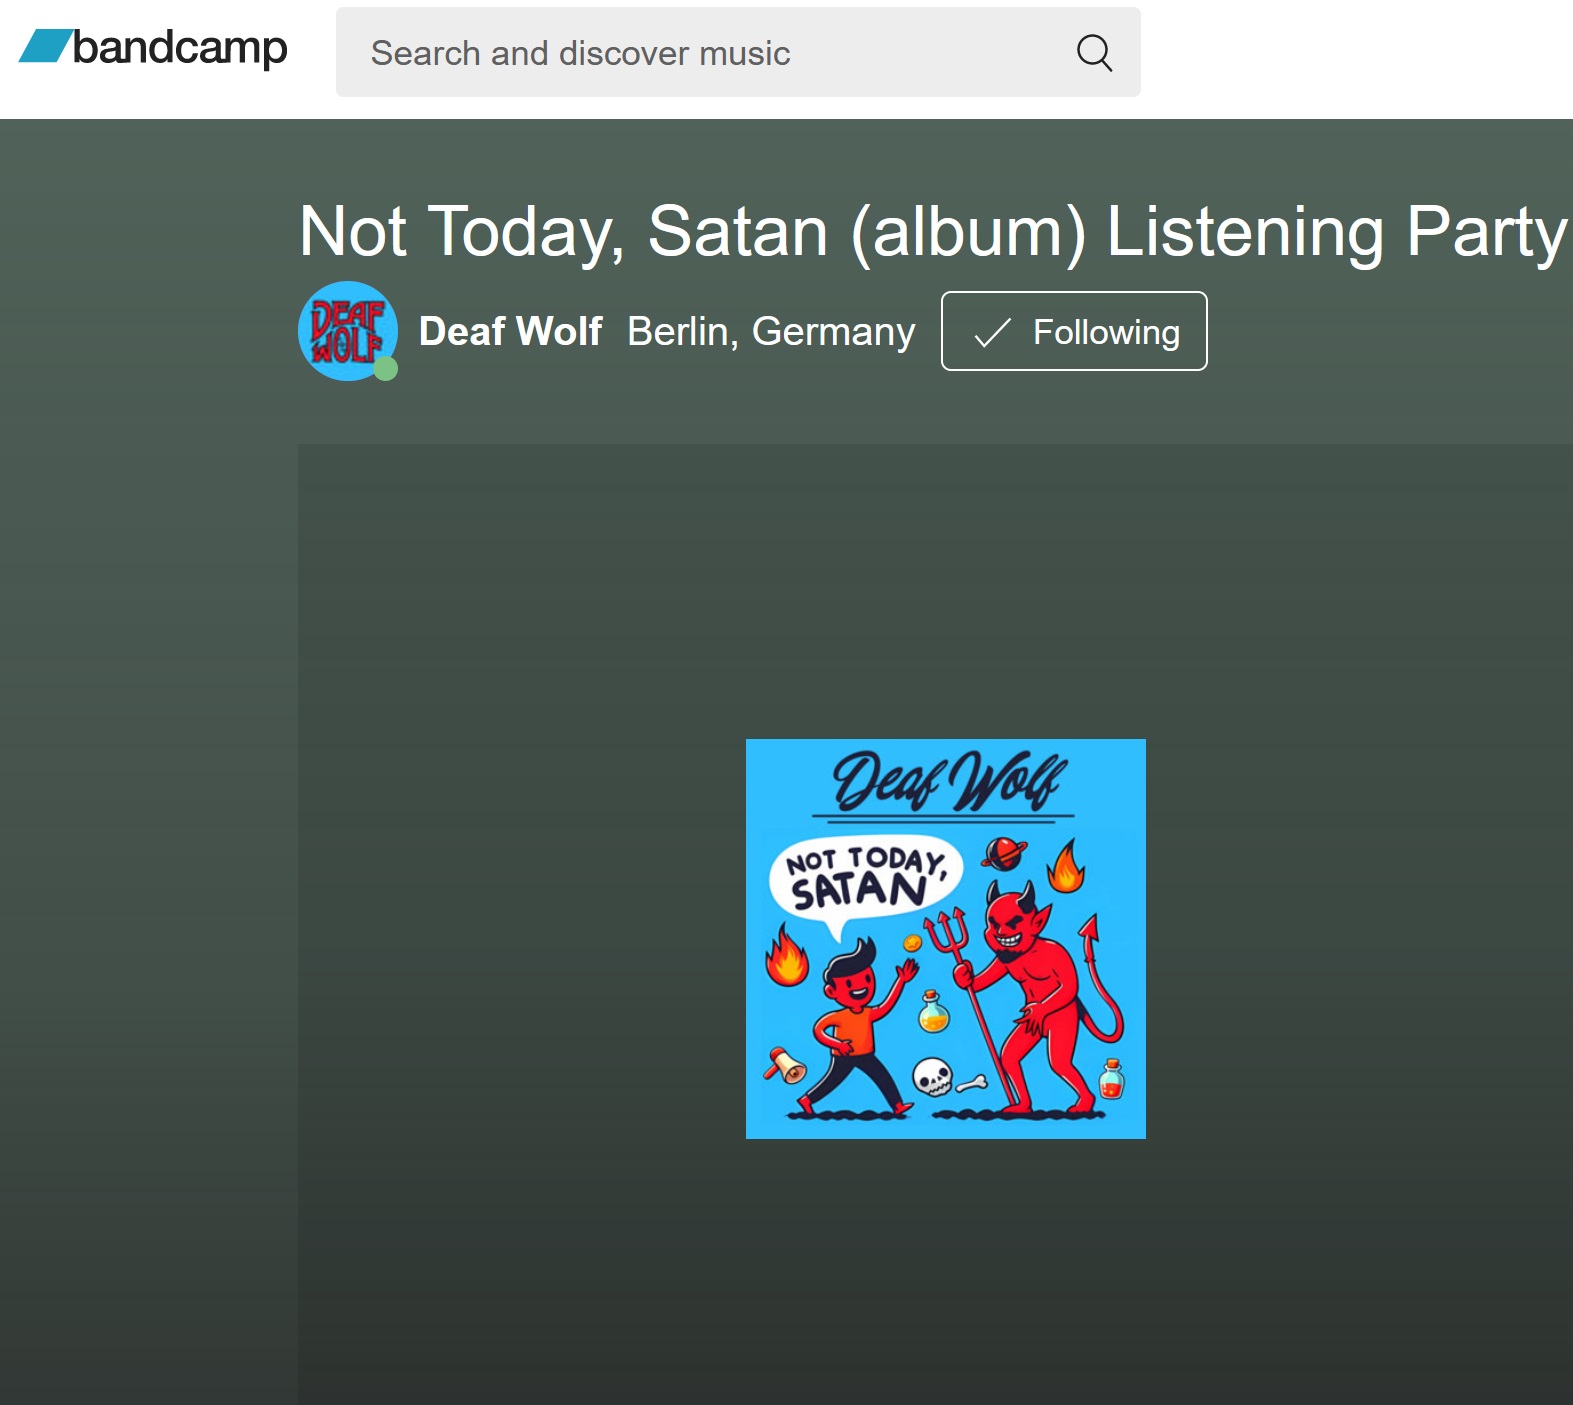 bandcamp
Search and discover music
Not Today, Satan (album) Listening Party
DEAF
WOLF
Deaf Wolf Berlin, Germany Following
Deaf Wolf
NOT TODAY,
SATAN